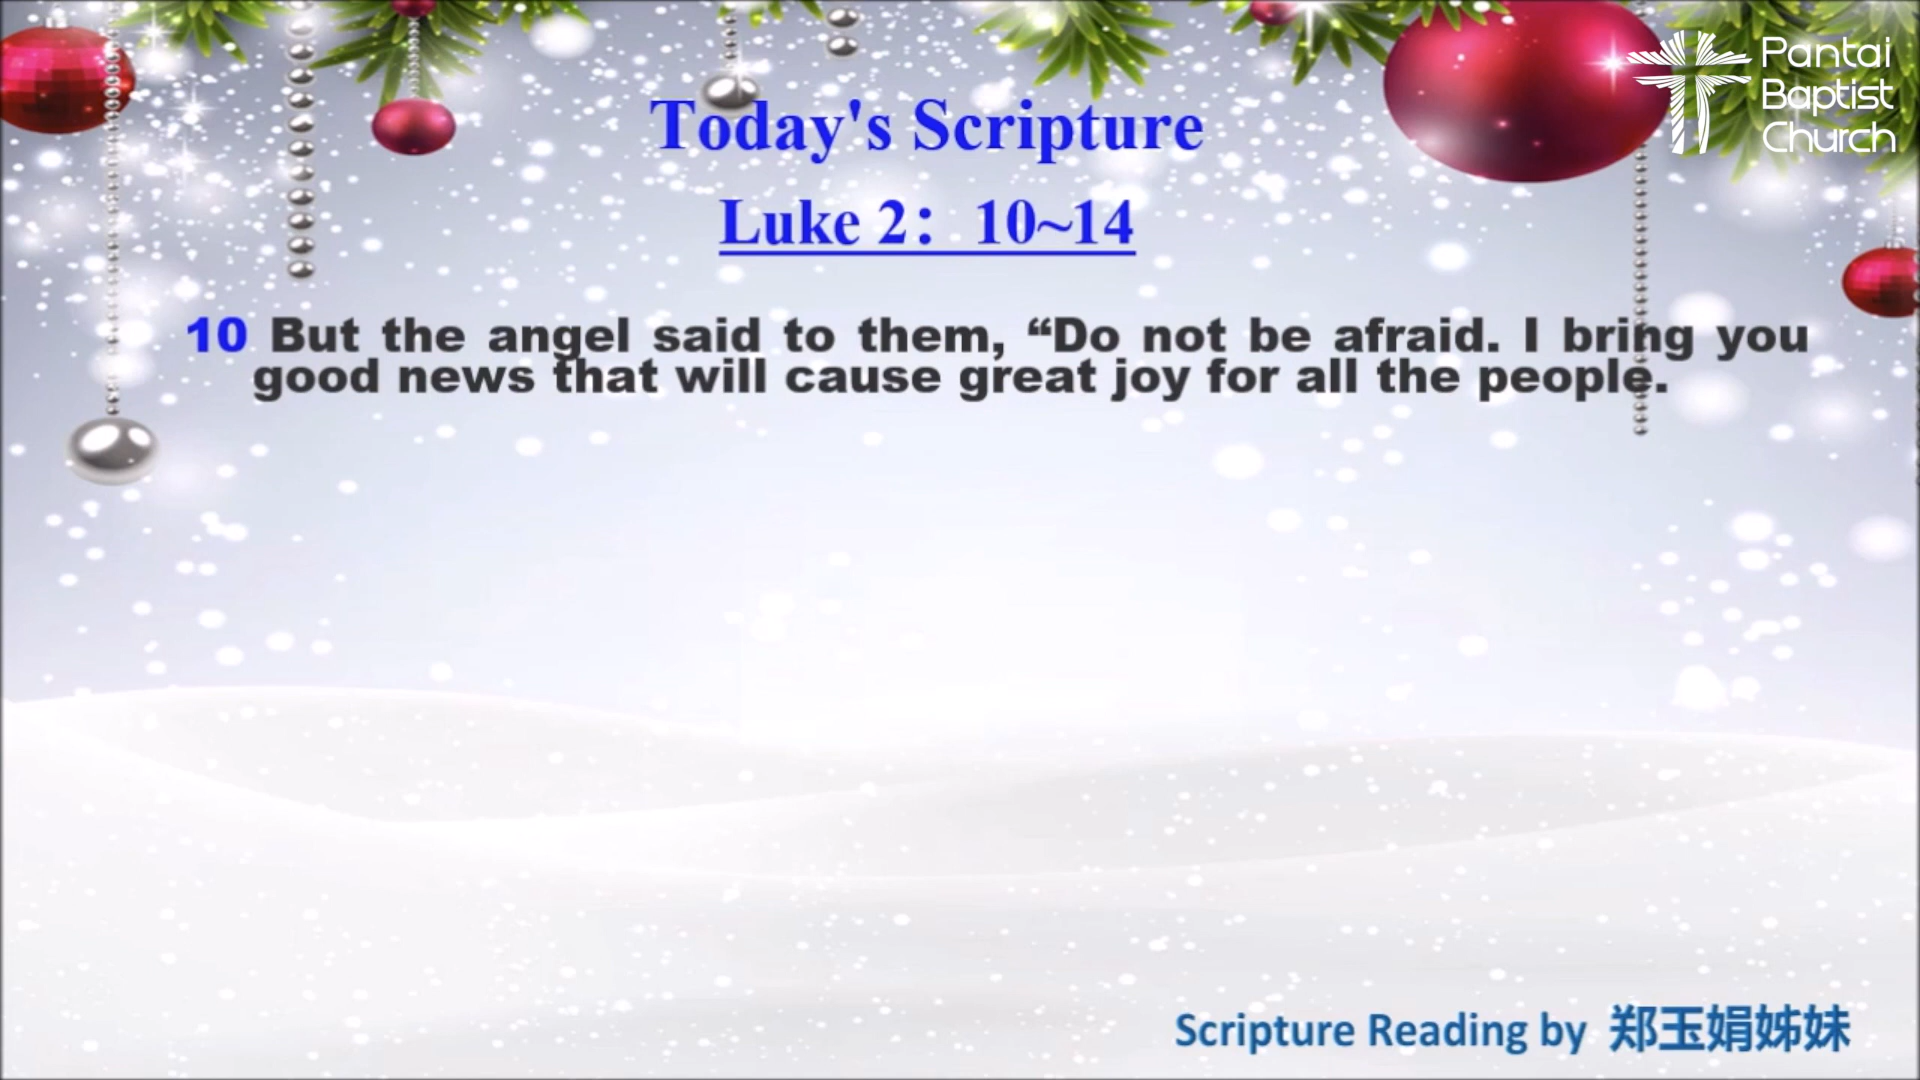 Pantai
Baptist
Church
Today's Scripture
Luke 2：10~14
10 But the angel said to them, “Do not be afraid. I bring you
good news that will cause great joy for all the people.
Scripture Reading by 郑玉娟姊妹